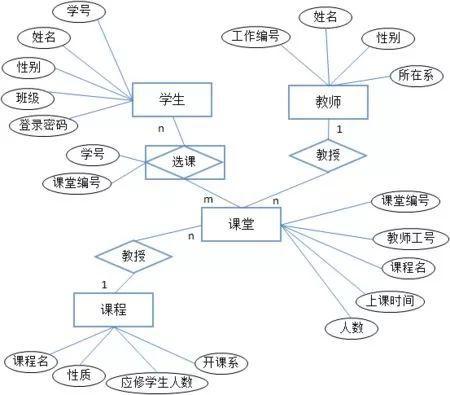 学号
姓名
性别
班级
登录密码
学生
n
姓名
工作编号
性别
所在系
教师
1
教授
学号
课堂编号
选课
m
n
课堂
n
课堂编号
教师工号
课程名
上课时间
人数
教授
1
课程
课程名
性质
应修学生人数
开课系